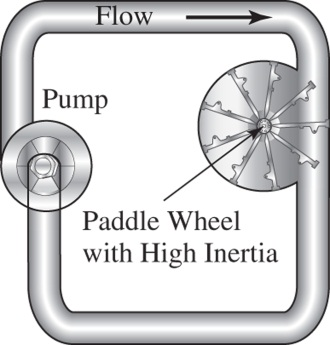 Flow
Pump
Paddle Wheel
with High Inertia